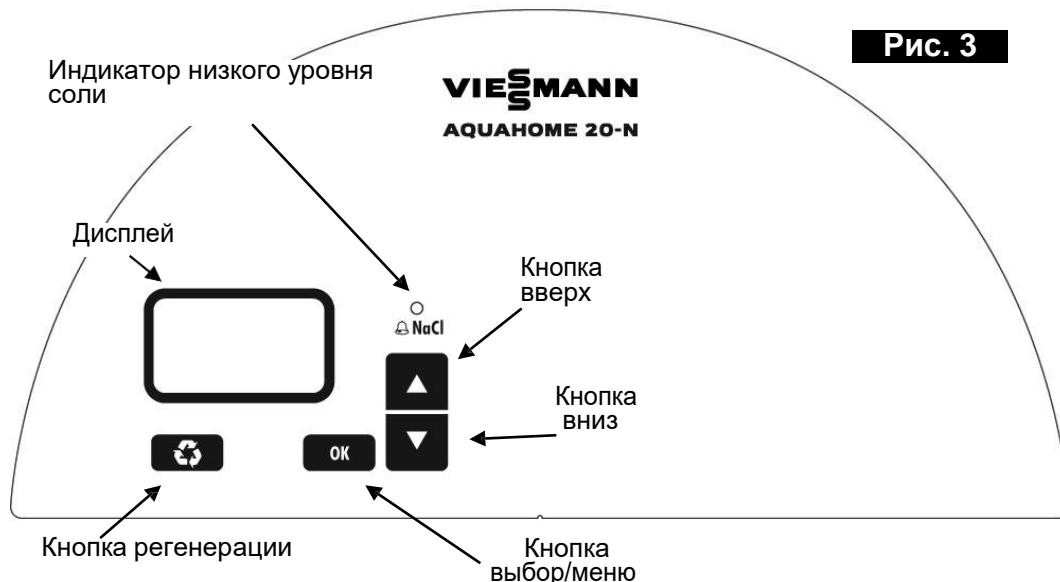 Рис. 3
Индикатор низкого уровня
соли
VIESSMANN
AQUAHOME 20-N
Дисплей
Кнопка
вверх
NaCl
Кнопка
вниз
OK
Кнопка регенерации
Кнопка
выбор/меню